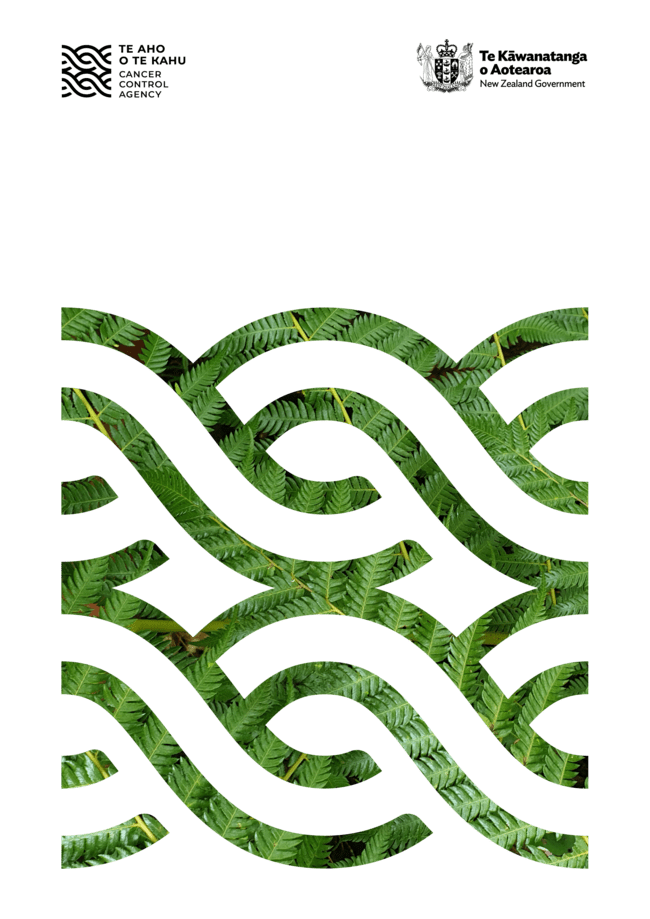 TE AHO
O TE KAHU
CANCER
CONTROL
AGENCY
Te Kāwanatanga
o Aotearoa
New Zealand Government